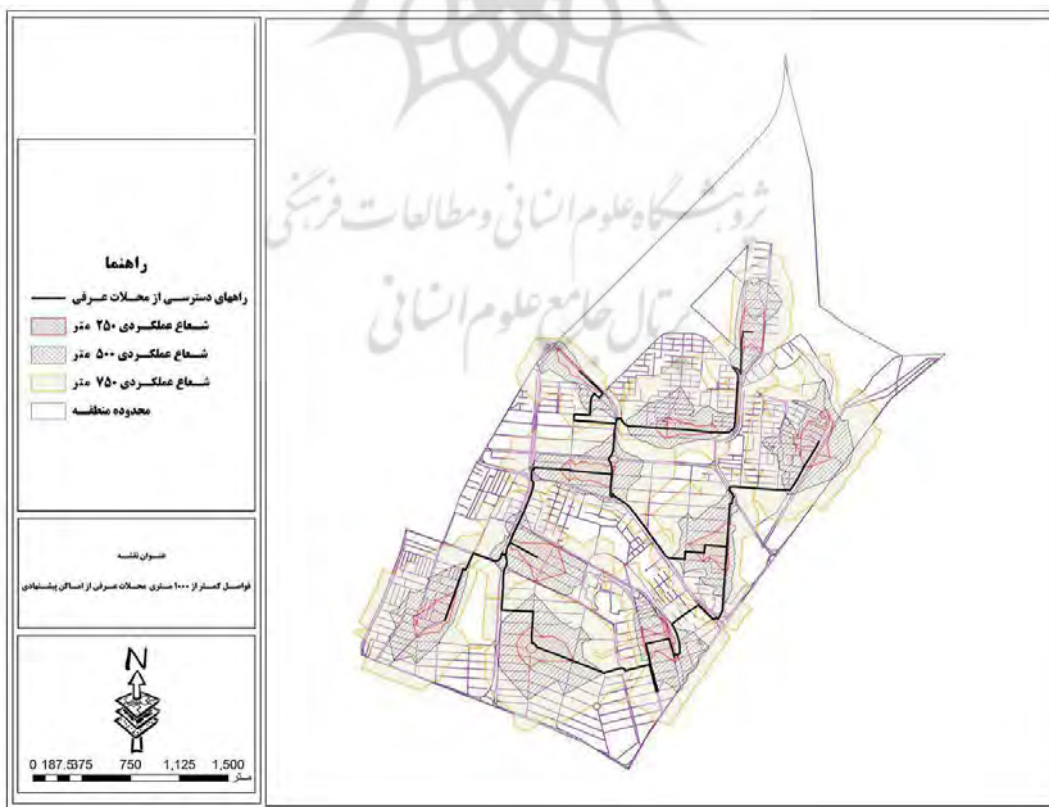 پژوهشگاه علوم انسانی و مطالعات فرهنگی
پرتال جامع علوم انسانی
راهنما
راههای دسترسی از محلات عرفی
شعاع عملکردی ۲۵۰ متر
شعاع عملکردی ۵۰۰ متر
شعاع عملکردی ۷۵۰ متر
محدوده منطقه
عنوان نقشه
فواصل کمتر از ۱۰۰۰ متری محلات عرفی از اماکن پیشنهادی
N
0 187.5375 750 1,125 1,500
متر